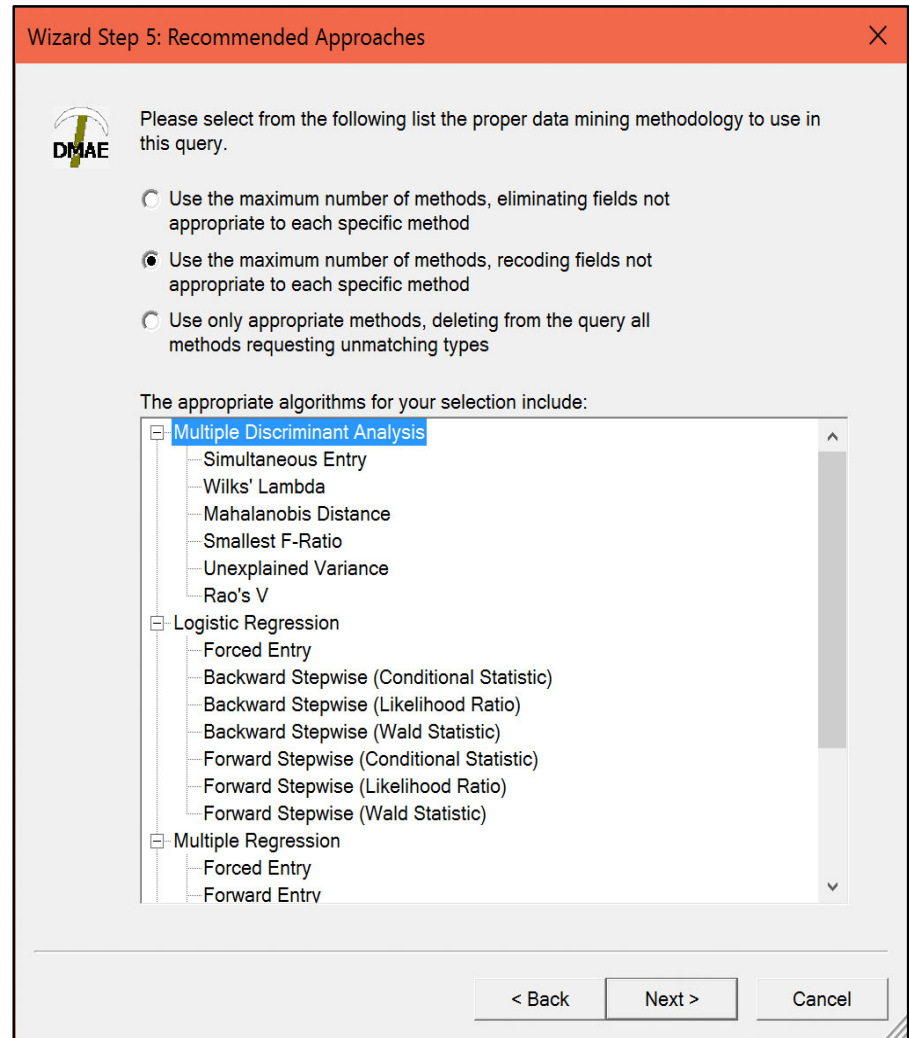 Wizard Step 5: Recommended Approaches
DMAE
Please select from the following list the proper data mining methodology to use in
this query.
Use the maximum number of methods, eliminating fields not
appropriate to each specific method
Use the maximum number of methods, recoding fields not
appropriate to each specific method
Use only appropriate methods, deleting from the query all
methods requesting unmatching types
The appropriate algorithms for your selection include:
Multiple Discriminant Analysis
Simultaneous Entry
Wilks' Lambda
Mahalanobis Distance
Smallest F-Ratio
Unexplained Variance
Rao's V
Logistic Regression
Forced Entry
Backward Stepwise (Conditional Statistic)
Backward Stepwise (Likelihood Ratio)
Backward Stepwise (Wald Statistic)
Forward Stepwise (Conditional Statistic)
Forward Stepwise (Likelihood Ratio)
Forward Stepwise (Wald Statistic)
Multiple Regression
Forced Entry
Forward Entry
< Back Next > Cancel